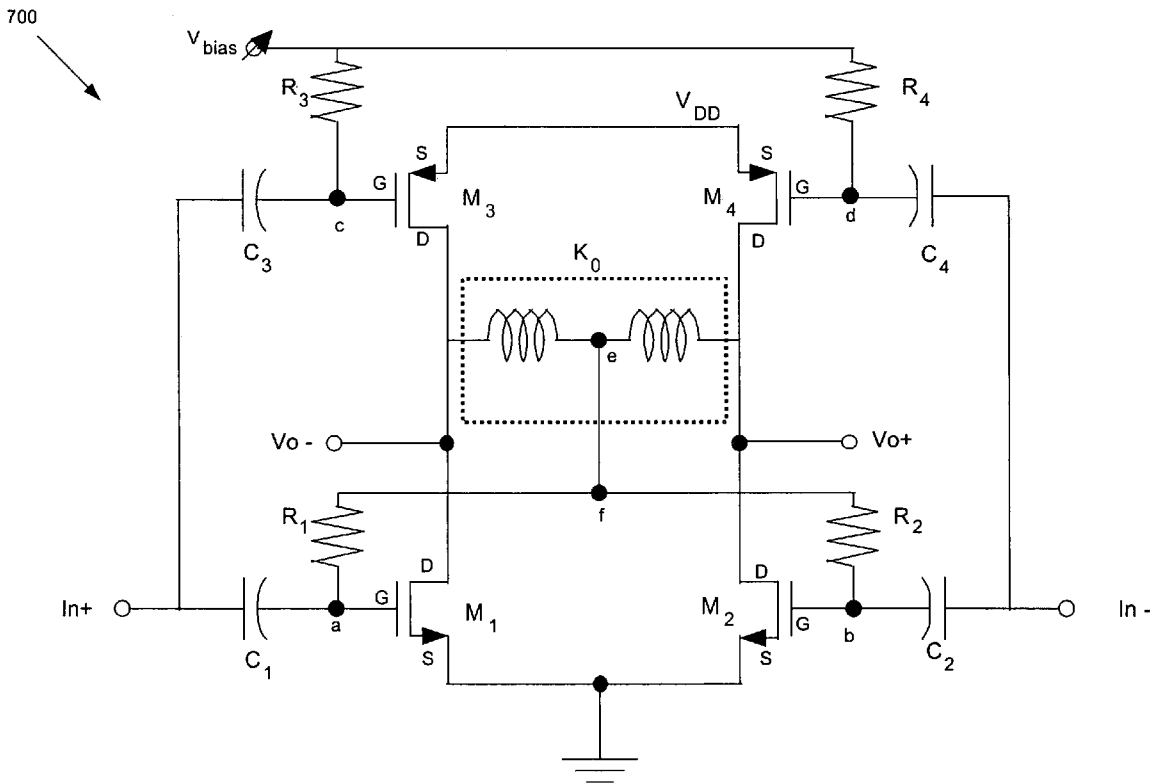 700
V bias
R 3
R 4
V DD
S
S
G
M 3
M 4
G
c
d
D
D
C 3
K 0
C 4
e
Vo -
Vo+
f
R 1
R 2
D
D
In+
G
M 1
M 2
G
In -
a
b
C 1
S
S
C 2